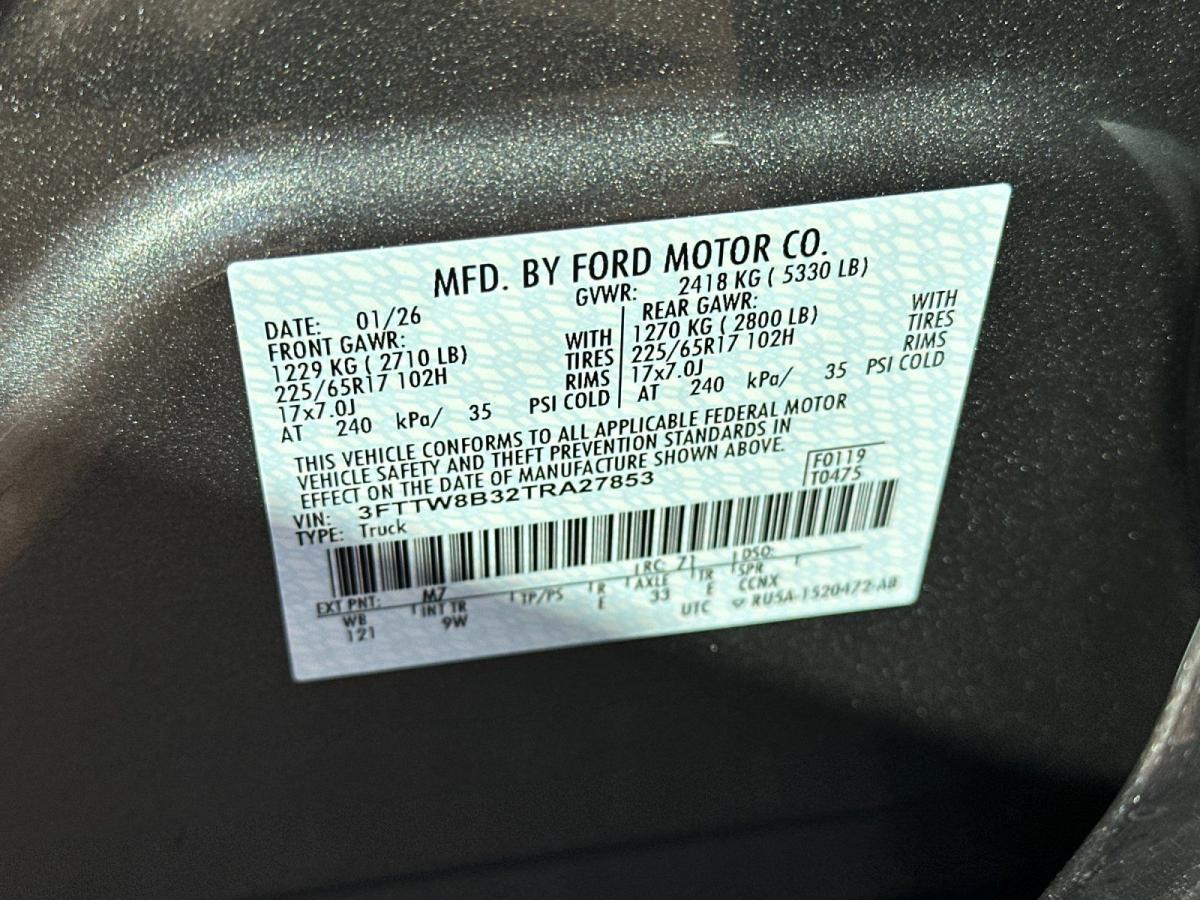 MFD. BY FORD MOTOR CO.
DATE: 01/26 GVWR: 2418 KG ( 5330 LB)
FRONT GAWR: REAR GAWR:
1229 KG ( 2710 LB) WITH 1270 KG ( 2800 LB) WITH
225/65R17 102H TIRES 225/65R17 102H TIRES
17x7.0J RIMS 17x7.0J RIMS
AT 240 kPa/ 35 PSI COLD AT 240 kPa/ 35 PSI COLD
THIS VEHICLE CONFORMS TO ALL APPLICABLE FEDERAL MOTOR
VEHICLE SAFETY AND THEFT PREVENTION STANDARDS IN
EFFECT ON THE DATE OF MANUFACTURE SHOWN ABOVE.
VIN: 3FTTW8B32TRA27853 F0119
TYPE: Truck T0475
EXT PNT: M7 RC: 71 DSO:
WB INT TR TP/PS R AXLE TR SPR
121 9W E 33 E CCNX
UTC RU5A-1520472-AB